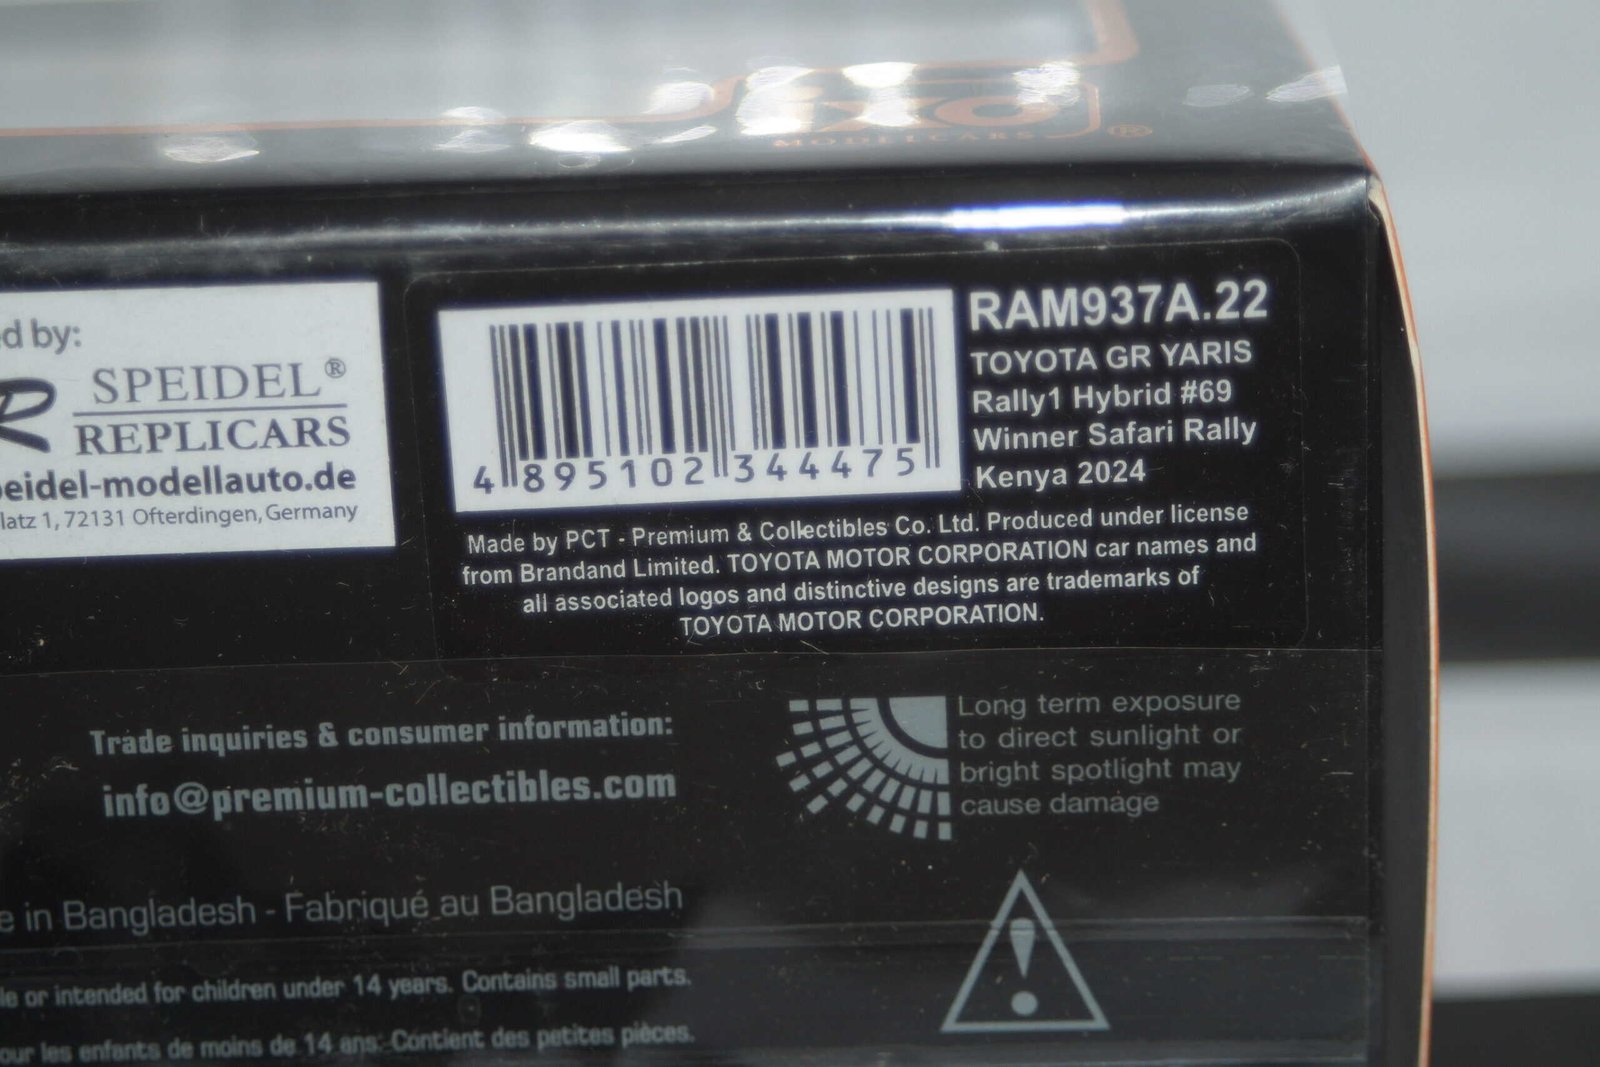 ixo
MODELCARS ®
ed by:
R
SPEIDEL®
REPLICARS
eidel-modellauto.de
latz 1, 72131 Ofterdingen, Germany
4 895102 344475
RAM937A.22
TOYOTA GR YARIS
Rally1 Hybrid #69
Winner Safari Rally
Kenya 2024
Made by PCT - Premium & Collectibles Co. Ltd. Produced under license
from Brandand Limited. TOYOTA MOTOR CORPORATION car names and
all associated logos and distinctive designs are trademarks of
TOYOTA MOTOR CORPORATION.
Trade inquiries & consumer information:
info@premium-collectibles.com
Long term exposure
to direct sunlight or
bright spotlight may
cause damage
e in Bangladesh - Fabriqué au Bangladesh
le or intended for children under 14 years. Contains small parts.
our les enfants de moins de 14 ans. Contient des petites pièces.